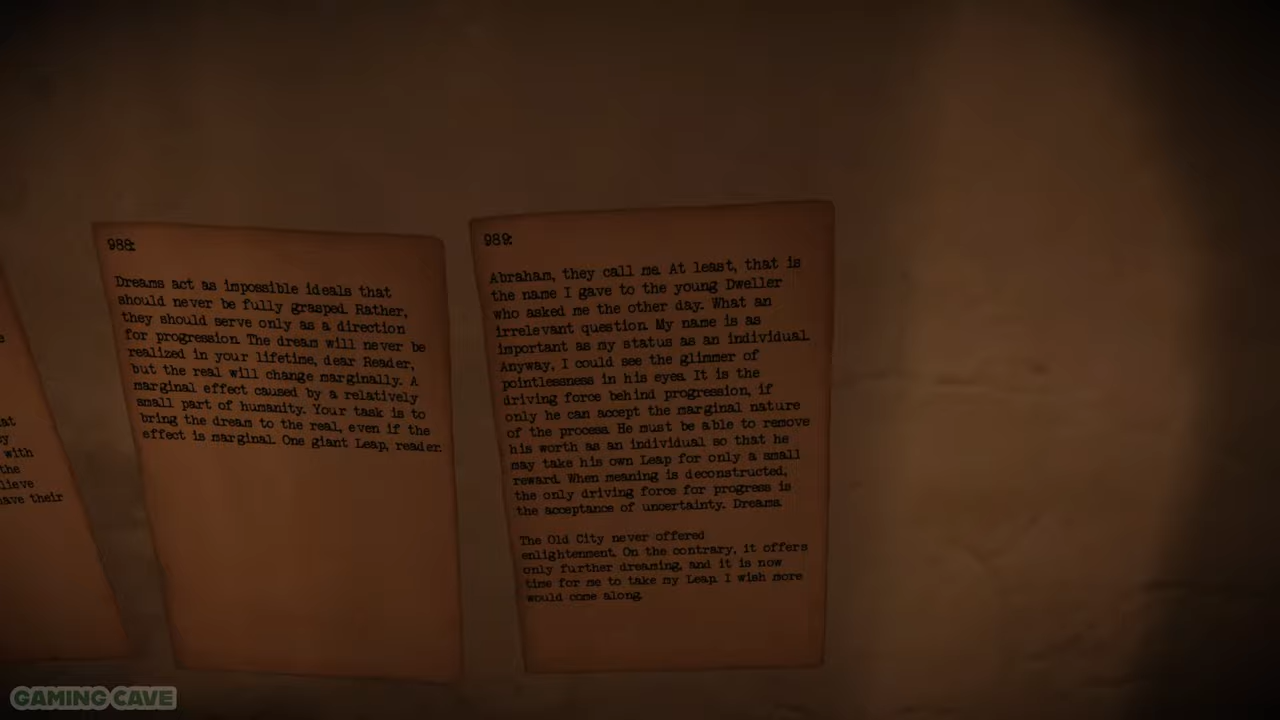 e
at
y
with
the
lieve
have their
988:
Dreams act as impossible ideals that
should never be fully grasped. Rather,
they should serve only as a direction
for progression. The dream will never be
realized in your lifetime, dear Reader,
but the real will change marginally. A
marginal effect caused by a relatively
small part of humanity. Your task is to
bring the dream to the real, even if the
effect is marginal. One giant Leap, reader.
989:
Abraham, they call me. At least, that is
the name I gave to the young Dweller
who asked me the other day. What an
irrelevant question. My name is as
important as my status as an individual.
Anyway, I could see the glimmer of
pointlessness in his eyes. It is the
driving force behind progression, if
only he can accept the marginal nature
of the process. He must be able to remove
his worth as an individual so that he
may take his own Leap for only a small
reward. When meaning is deconstructed,
the only driving force for progress is
the acceptance of uncertainty. Dreams.
The Old City never offered
enlightenment. On the contrary, it offers
only further dreaming, and it is now
time for me to take my Leap. I wish more
would come along.
GAMING CAVE